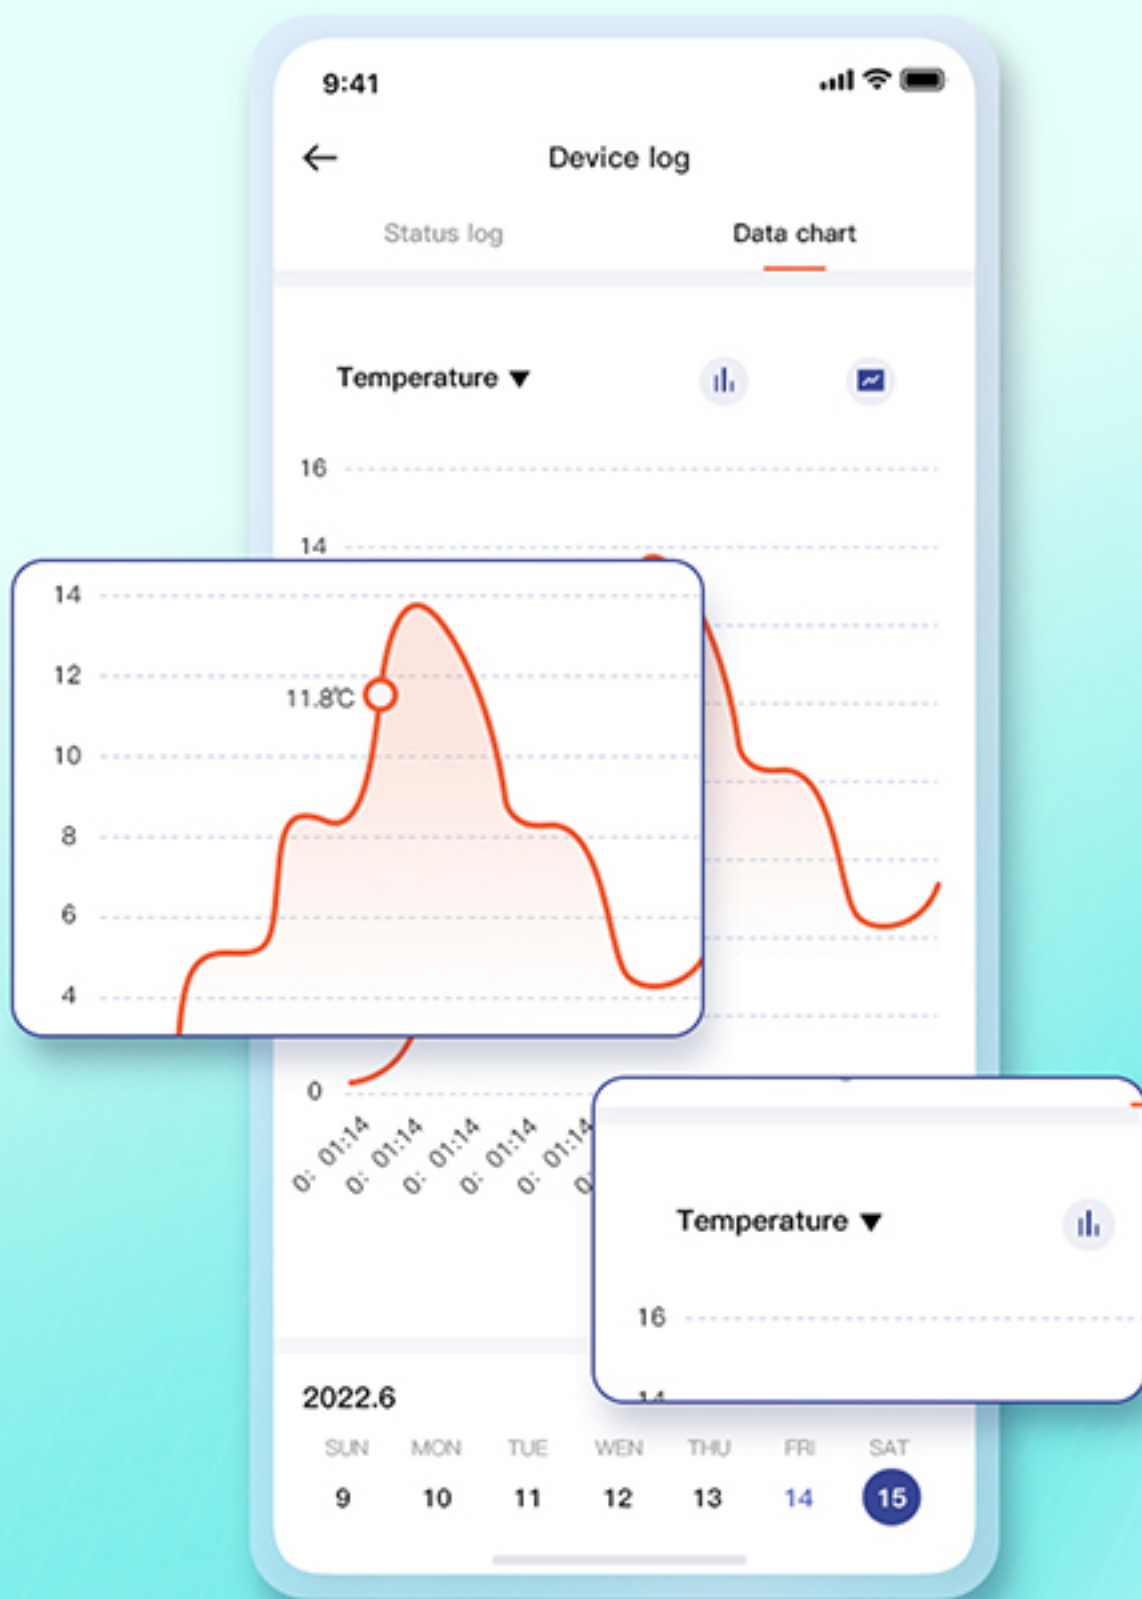 9:41
Device log
Status log Data chart
Temperature ▼
16
14
14
12
11.8℃
10
8
6
4
0
0: 01:14 0: 01:14 0: 01:14 0: 01:14 0: 01:14
Temperature ▼
16
14
2022.6
SUN MON TUE WEN THU FRI SAT
9 10 11 12 13 14 15